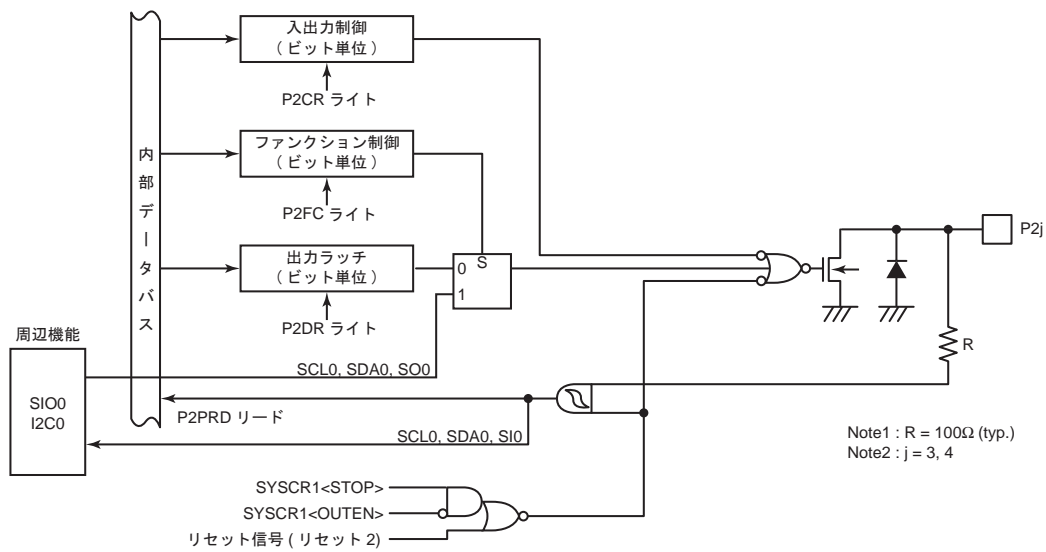 入出力制御
( ビット単位 )
P2CR ライト
ファンクション制御
( ビット単位 )
P2FC ライト
内部データバス
P2j
出力ラッチ
( ビット単位 )
0 S
1
P2DR ライト
周辺機能
SIO0
I2C0
SCL0, SDA0, SO0
R
P2PRD リード
SCL0, SDA0, SI0
Note1 : R = 100Ω (typ.)
Note2 : j = 3, 4
SYSCR1<STOP>
SYSCR1<OUTEN>
リセット信号 ( リセット 2)